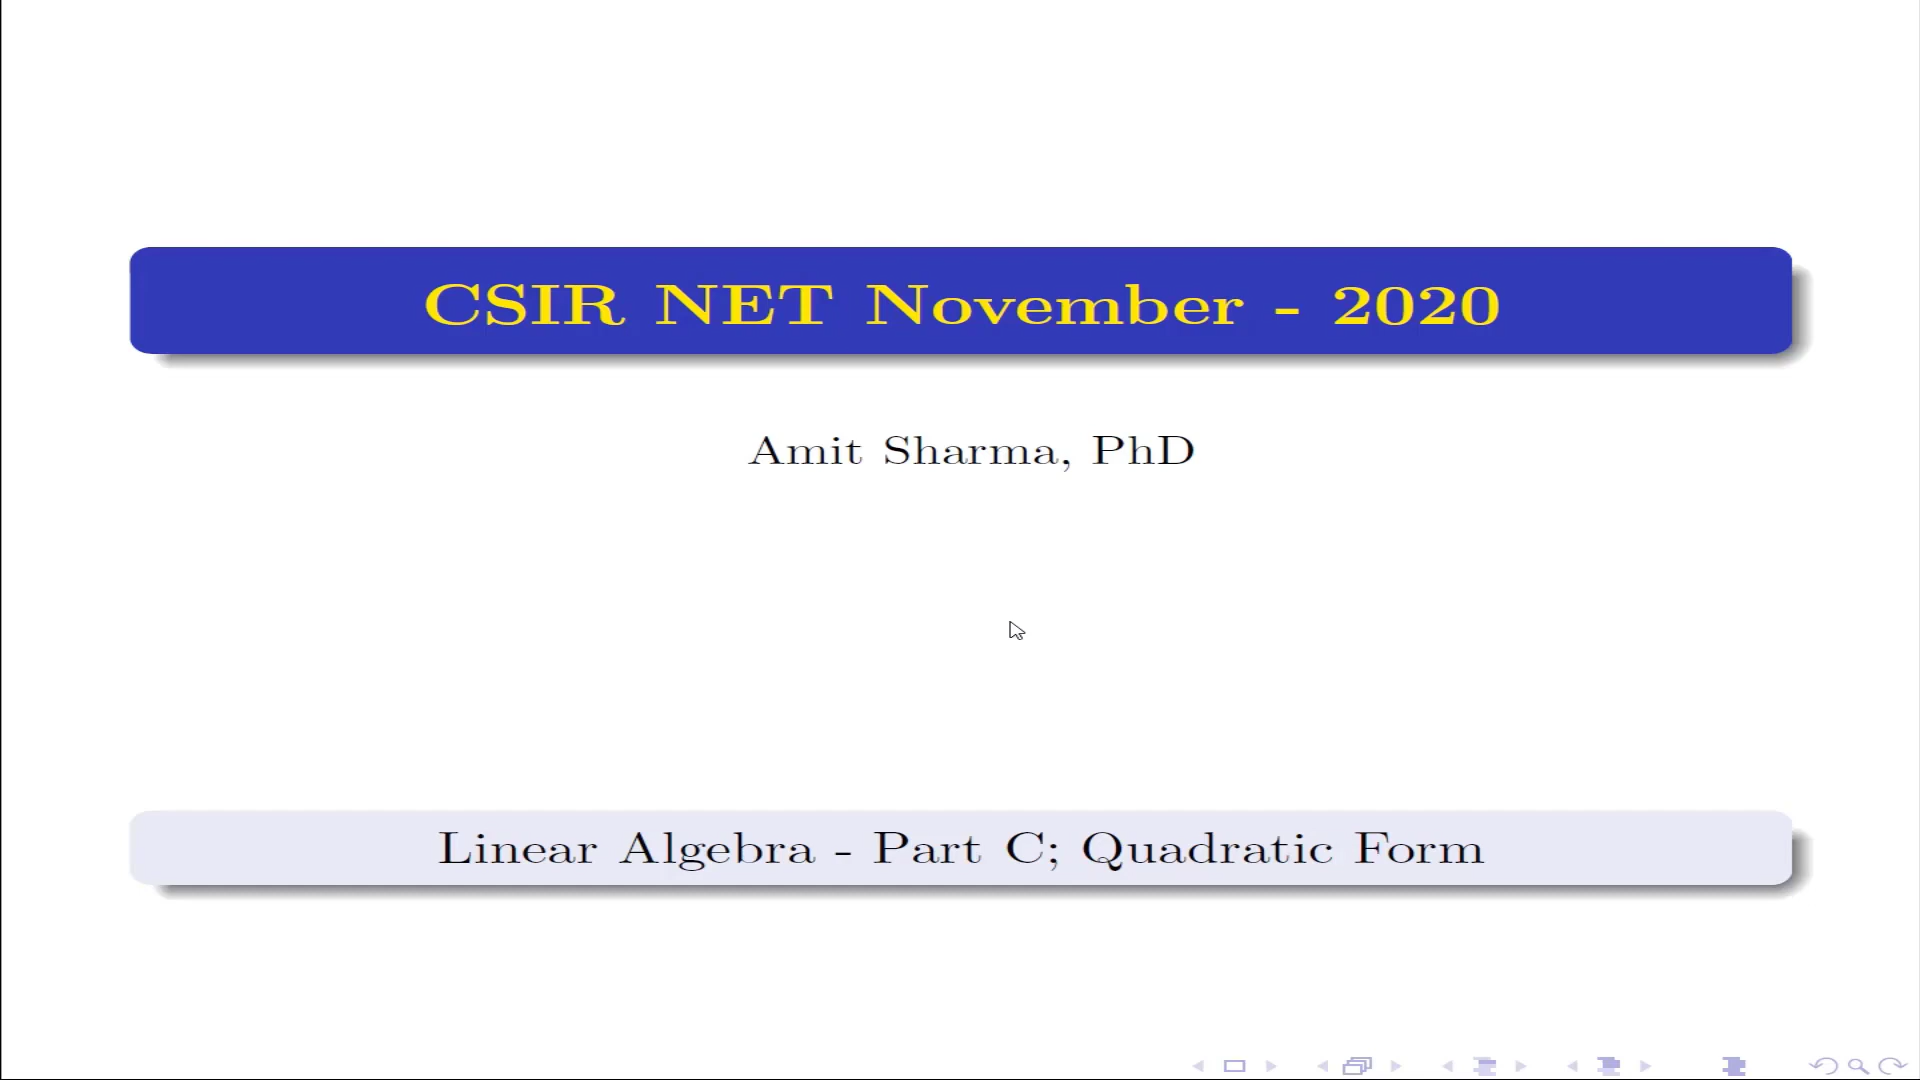 CSIR NET November - 2020
Amit Sharma, PhD
Linear Algebra - Part C; Quadratic Form